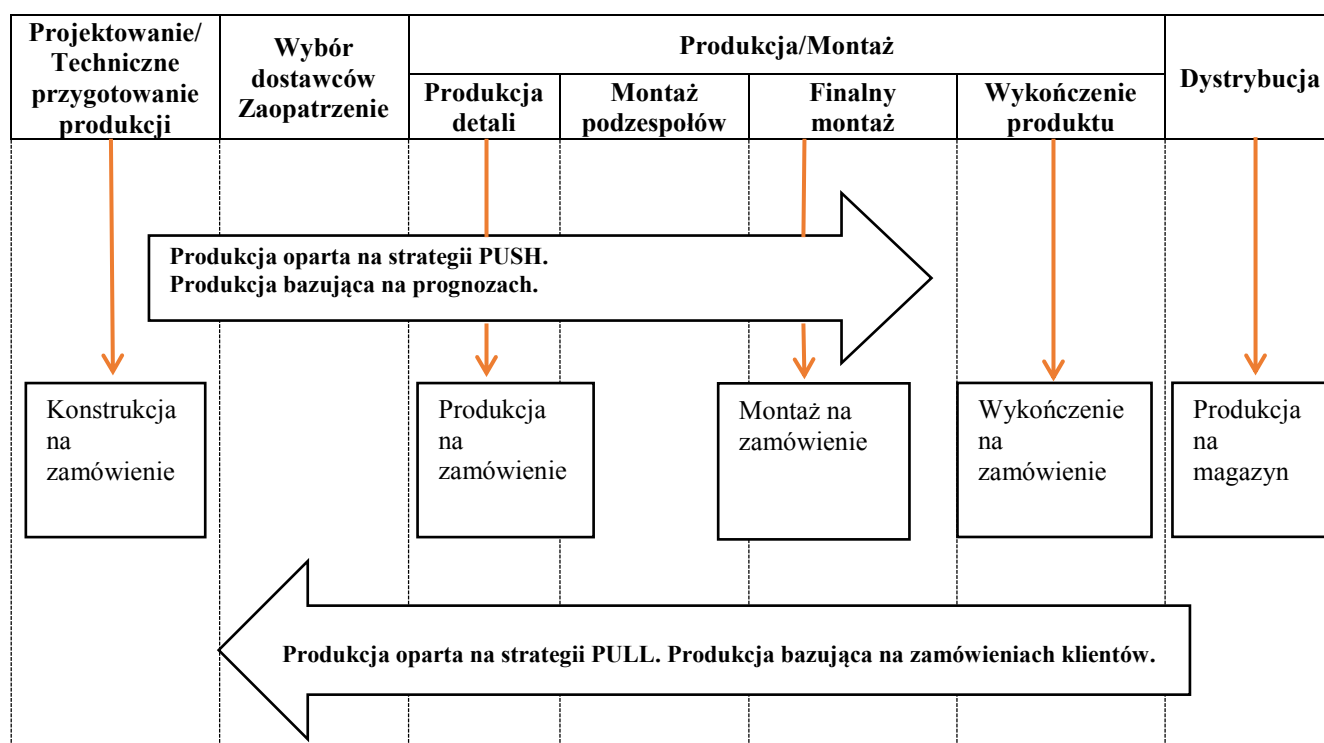 Projektowanie/
Techniczne
przygotowanie
produkcji
Wybór
dostawców
Zaopatrzenie
Produkcja/Montaż
Produkcja
detali
Montaż
podzespołów
Finalny
montaż
Wykończenie
produktu
Dystrybucja
Produkcja oparta na strategii PUSH.
Produkcja bazująca na prognozach.
Konstrukcja
na
zamówienie
Produkcja
na
zamówienie
Montaż na
zamówienie
Wykończenie
na
zamówienie
Produkcja
na
magazyn
Produkcja oparta na strategii PULL. Produkcja bazująca na zamówieniach klientów.